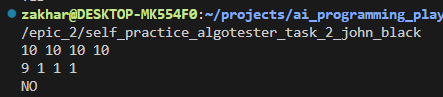 zakhar@DESKTOP-MK554F0:~/projects/ai_programming_play
/epic_2/self_practice_algotester_task_2_john_black
10 10 10 10
9 1 1 1
NO